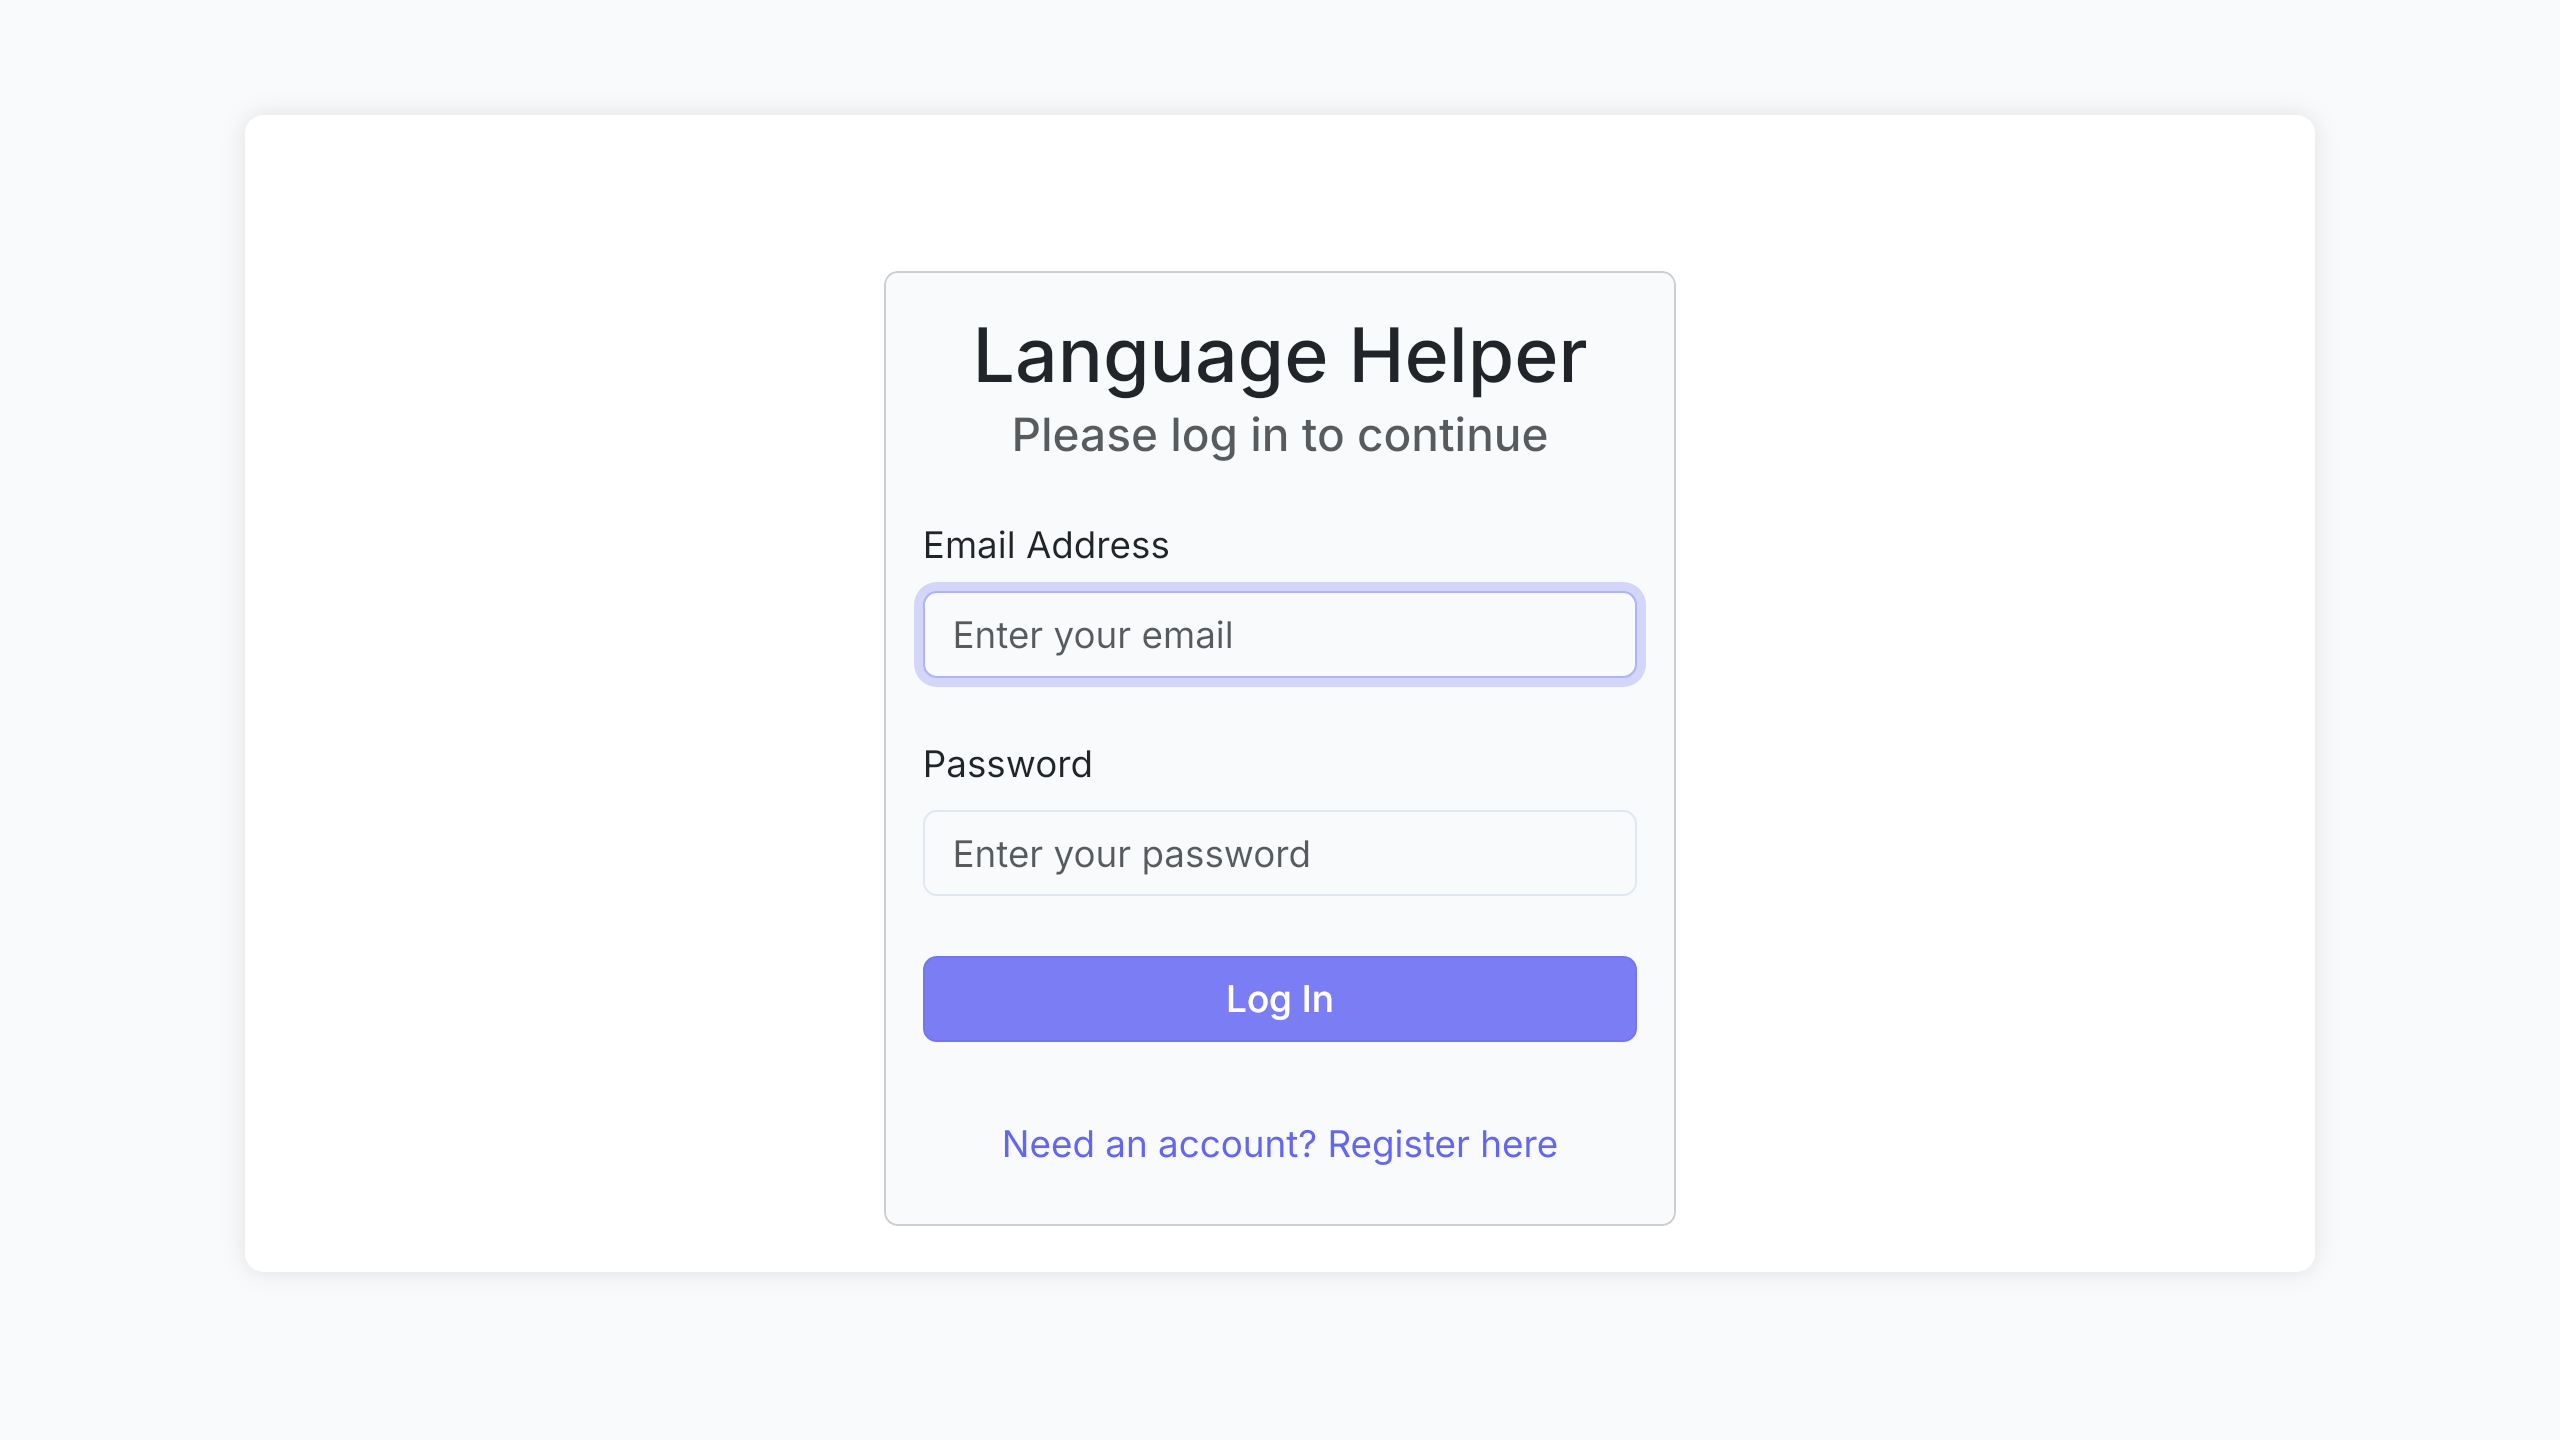 Language Helper
Please log in to continue
Email Address
Enter your email
Password
Enter your password
Log In
Need an account? Register here